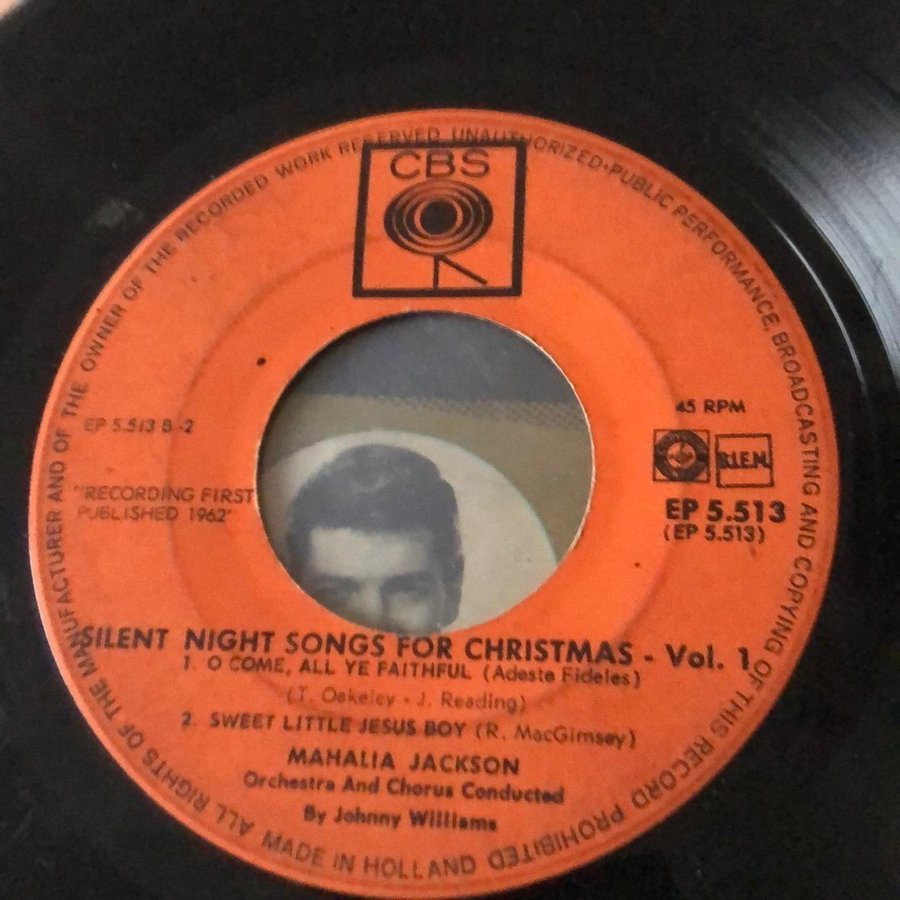 MADE IN HOLLAND ALL RIGHTS OF THE MANUFACTURER AND OF THE OWNER OF THE RECORDED WORK RESERVED UNAUTHORIZED·PUBLIC PERFORMANCE, BROADCASTING AND COPYING OF THIS RECORD PROHIBITED
CBS
45 RPM
EP 5.513 B-2
B.I.E.M.
"RECORDING FIRST
PUBLISHED 1962"
EP 5.513
(EP 5.513)
SILENT NIGHT SONGS FOR CHRISTMAS - Vol. 1
1. O COME, ALL YE FAITHFUL (Adeste Fideles)
(T. Oakeley - J. Reading)
2. SWEET LITTLE JESUS BOY (R. MacGimsey)
MAHALIA JACKSON
Orchestra And Chorus Conducted
By Johnny Williams